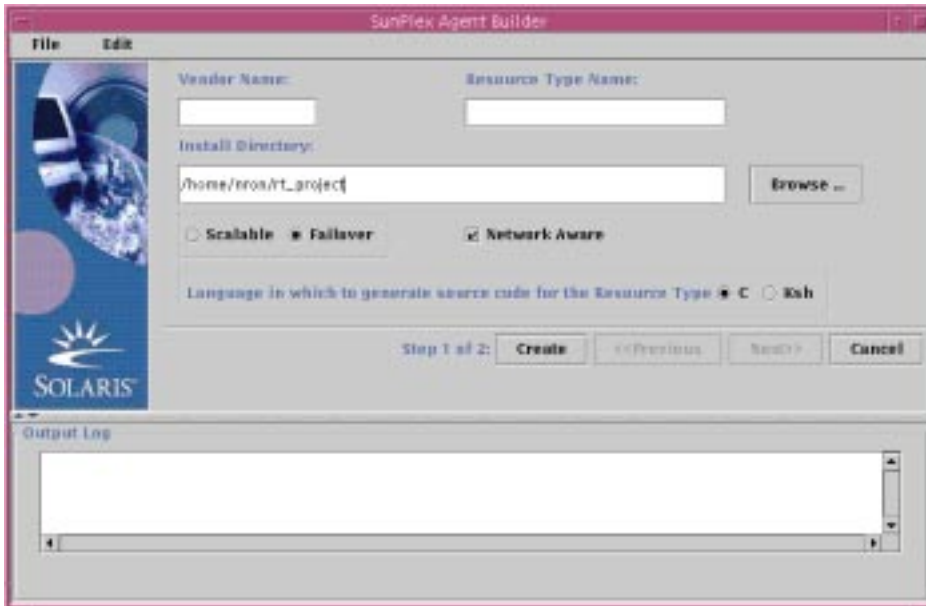 SunPlex Agent Builder
File Edit
Vendor Name: Resource Type Name:
Install Directory:
/home/nron/rt_project
Browse ...
Scalable Failover Network Aware
Language in which to generate source code for the Resource Type C Ksh
Step 1 of 2: Create <<Previous Next>> Cancel
SOLARIS
Output Log